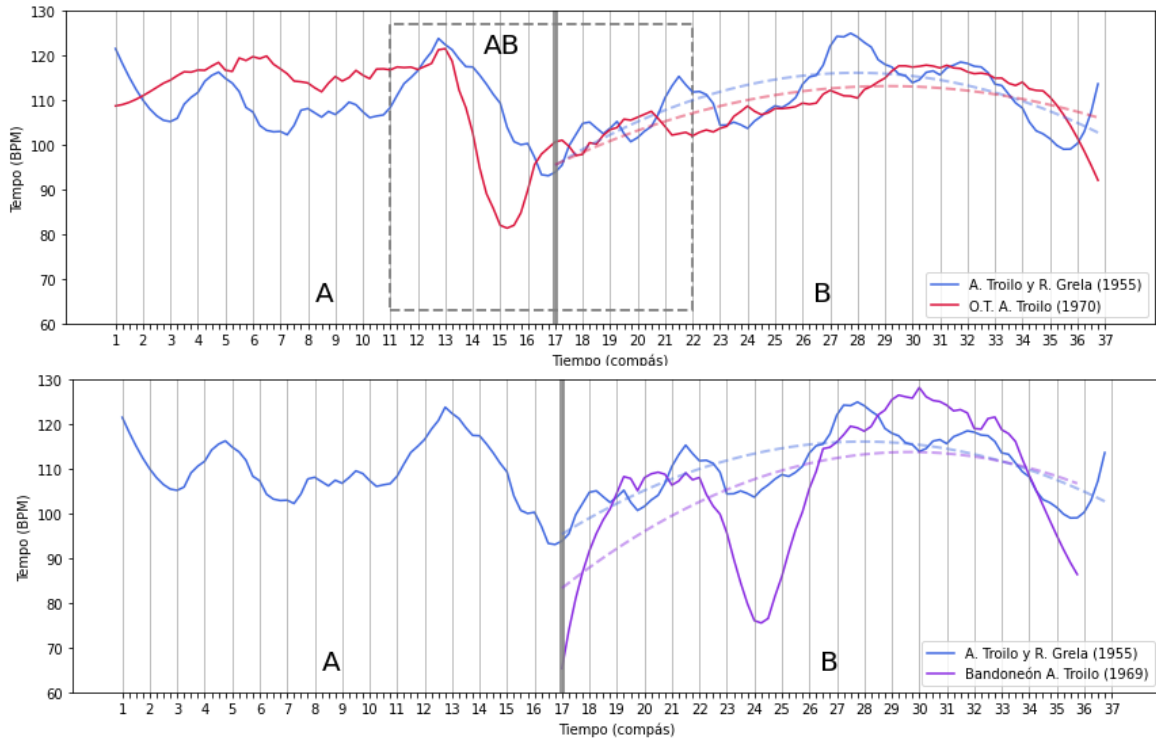 130
120
110
100
90
80
70
60
Tempo (BPM)
AB
A
B
A. Troilo y R. Grela (1955)
O.T. A. Troilo (1970)
1 2 3 4 5 6 7 8 9 10 11 12 13 14 15 16 17 18 19 20 21 22 23 24 25 26 27 28 29 30 31 32 33 34 35 36 37
Tiempo (compás)
130
120
110
100
90
80
70
60
Tempo (BPM)
A
B
A. Troilo y R. Grela (1955)
Bandoneón A. Troilo (1969)
1 2 3 4 5 6 7 8 9 10 11 12 13 14 15 16 17 18 19 20 21 22 23 24 25 26 27 28 29 30 31 32 33 34 35 36 37
Tiempo (compás)